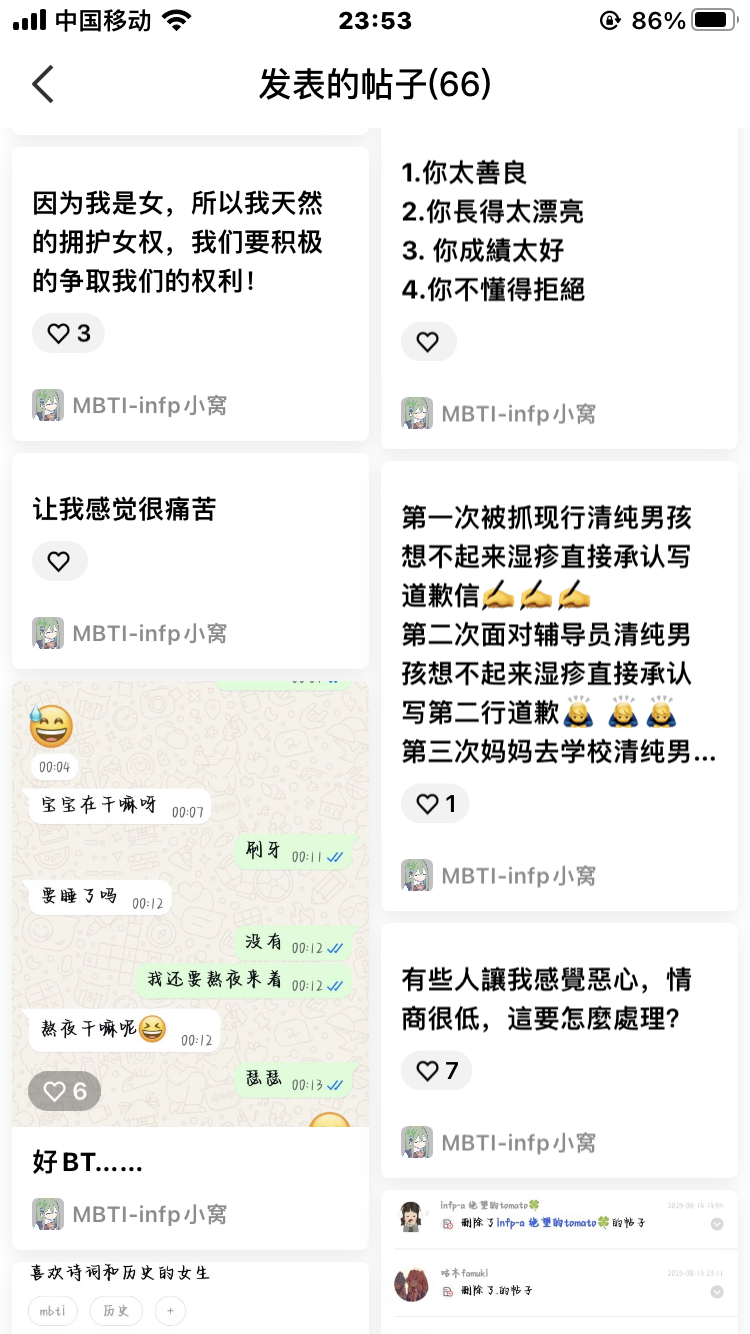 中国移动
23:53
86%
发表的帖子(66)
因为我是女，所以我天然
的拥护女权，我们要积极
的争取我们的权利！
3
MBTI-infp小窝
让我感觉很痛苦
MBTI-infp小窝
00:04
宝宝在干嘛呀 00:07
刷牙 00:11
要睡了吗 00:12
没有 00:12
我还要熬夜来着 00:12
熬夜干嘛呢😆 00:12
瑟瑟 00:13
6
好BT……
MBTI-infp小窝
喜欢诗词和历史的女生
mbti 历史 +
1.你太善良
2.你長得太漂亮
3. 你成績太好
4.你不懂得拒絕
MBTI-infp小窝
第一次被抓现行清纯男孩
想不起来湿疹直接承认写
道歉信✍️✍️✍️
第二次面对辅导员清纯男
孩想不起来湿疹直接承认
写第二行道歉🙇🙇🙇
第三次妈妈去学校清纯男...
1
MBTI-infp小窝
有些人讓我感覺惡心，情
商很低，這要怎麼處理?
7
MBTI-infp小窝
infp-a 绝望的tomato🍀
删除了infp-a 绝望的tomato🍀的帖子
咕木famuki
删除了.的帖子